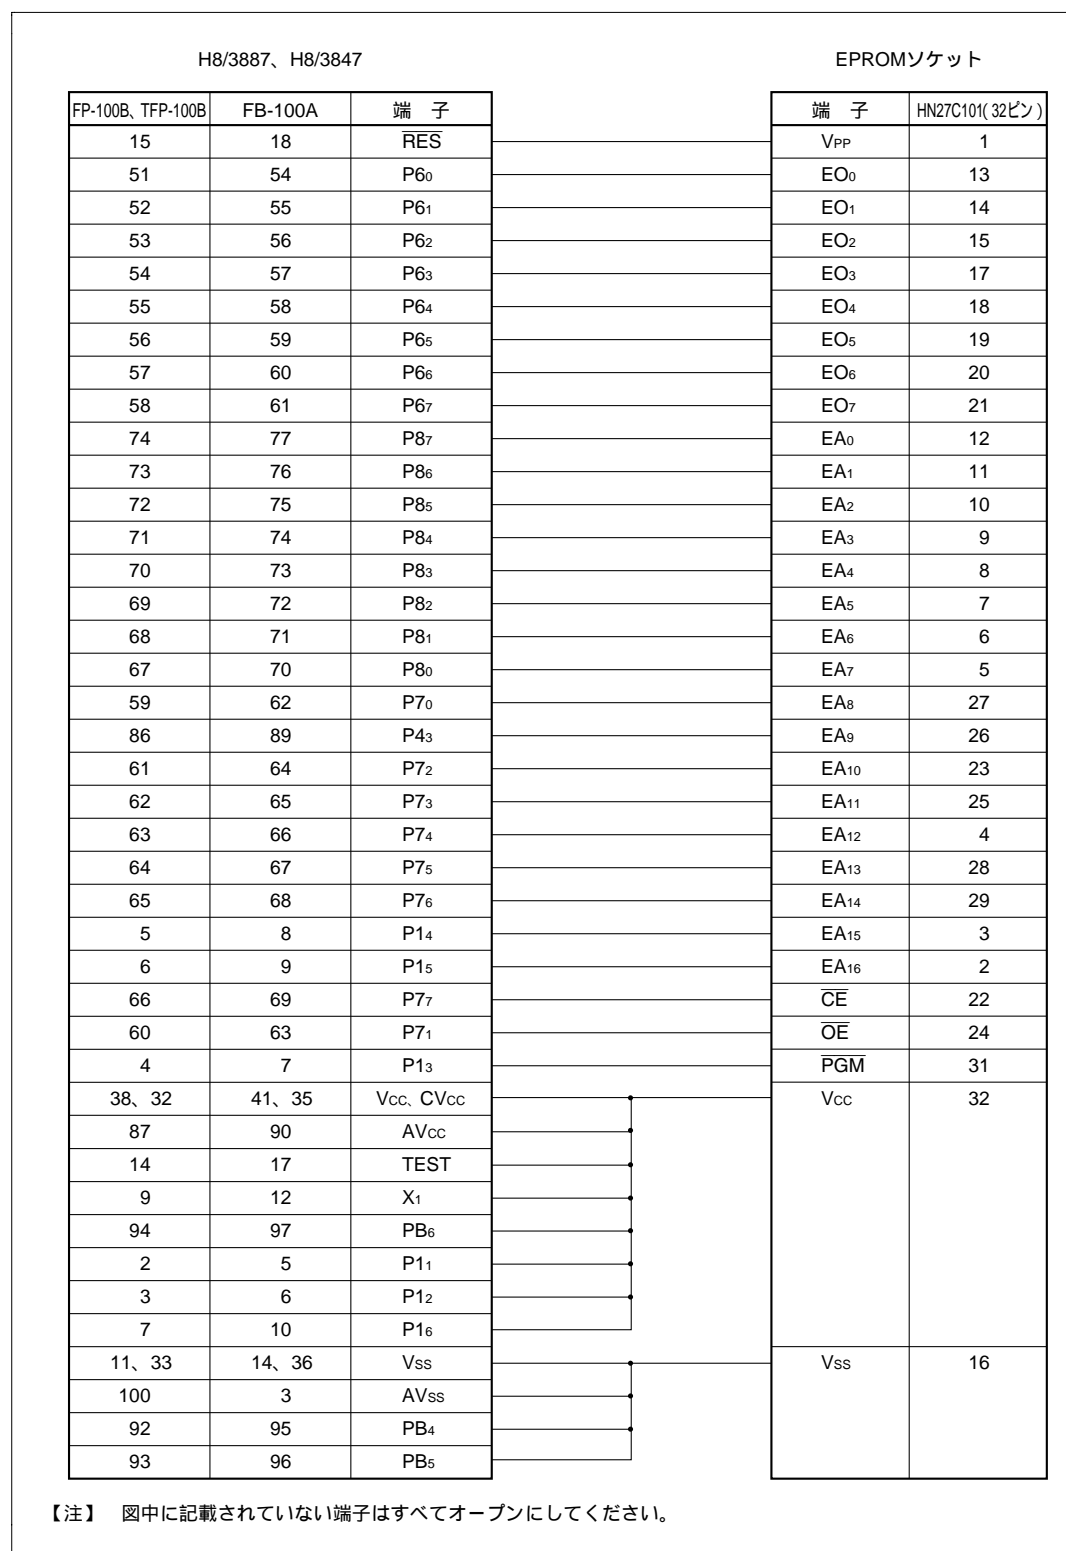 H8/3887、H8/3847 EPROMソケット
FP-100B、TFP-100B FB-100A 端 子 端 子 HN27C101(32ピン)
15 18 R̅E̅S̅ VPP 1
51 54 P6₀ EO₀ 13
52 55 P6₁ EO₁ 14
53 56 P6₂ EO₂ 15
54 57 P6₃ EO₃ 17
55 58 P6₄ EO₄ 18
56 59 P6₅ EO₅ 19
57 60 P6₆ EO₆ 20
58 61 P6₇ EO₇ 21
74 77 P8₇ EA₀ 12
73 76 P8₆ EA₁ 11
72 75 P8₅ EA₂ 10
71 74 P8₄ EA₃ 9
70 73 P8₃ EA₄ 8
69 72 P8₂ EA₅ 7
68 71 P8₁ EA₆ 6
67 70 P8₀ EA₇ 5
59 62 P7₀ EA₈ 27
86 89 P4₃ EA₉ 26
61 64 P7₂ EA₁₀ 23
62 65 P7₃ EA₁₁ 25
63 66 P7₄ EA₁₂ 4
64 67 P7₅ EA₁₃ 28
65 68 P7₆ EA₁₄ 29
5 8 P1₄ EA₁₅ 3
6 9 P1₅ EA₁₆ 2
66 69 P7₇ C̅E̅ 22
60 63 P7₁ O̅E̅ 24
4 7 P1₃ P̅G̅M̅ 31
38、32 41、35 Vcc、CVcc Vcc 32
87 90 AVcc
14 17 TEST
9 12 X₁
94 97 PB₆
2 5 P1₁
3 6 P1₂
7 10 P1₆
11、33 14、36 Vss Vss 16
100 3 AVss
92 95 PB₄
93 96 PB₅
【注】 図中に記載されていない端子はすべてオープンにしてください。